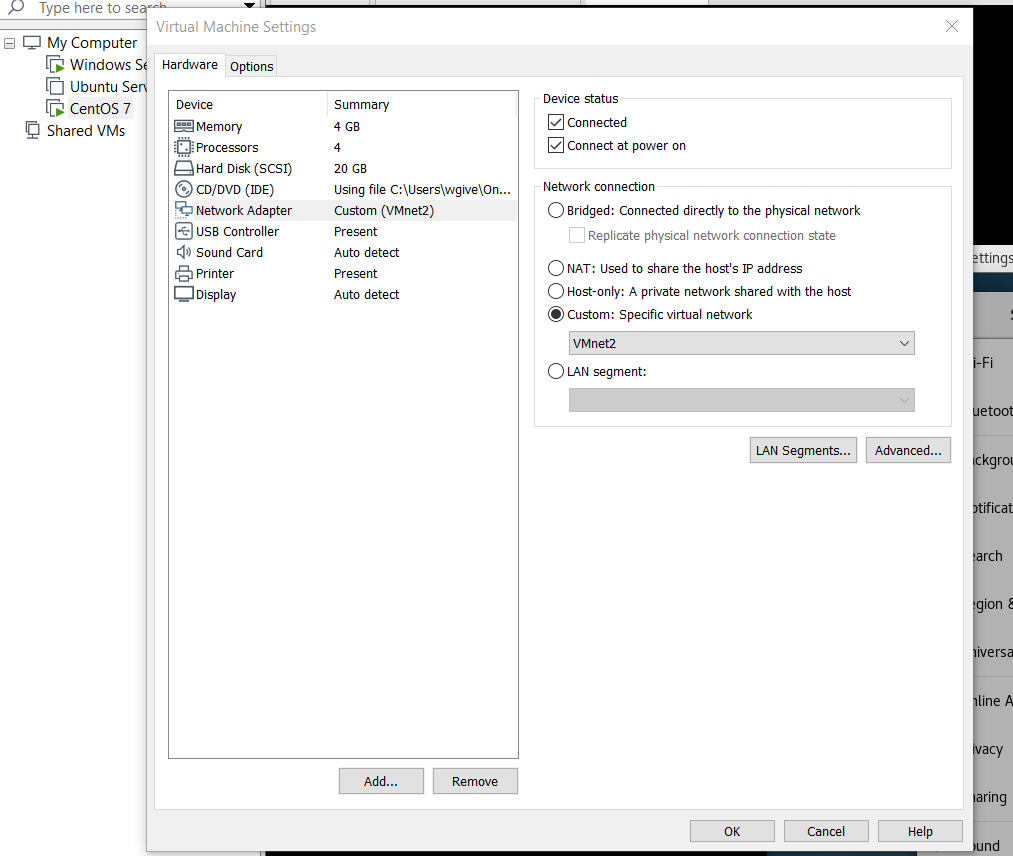 Type here to search
My Computer
Windows Se
Ubuntu Serv
CentOS 7
Shared VMs
Virtual Machine Settings
Hardware
Options
Device Summary
Memory 4 GB
Processors 4
Hard Disk (SCSI) 20 GB
CD/DVD (IDE) Using file C:\Users\wgive\On...
Network Adapter Custom (VMnet2)
USB Controller Present
Sound Card Auto detect
Printer Present
Display Auto detect
Add...
Remove
Device status
Connected
Connect at power on
Network connection
Bridged: Connected directly to the physical network
Replicate physical network connection state
NAT: Used to share the host's IP address
Host-only: A private network shared with the host
Custom: Specific virtual network
VMnet2
LAN segment:
LAN Segments...
Advanced...
OK
Cancel
Help
ettings
i-Fi
uetoot
ckgrou
otificat
earch
egion &
niversa
nline A
ivacy
haring
ound